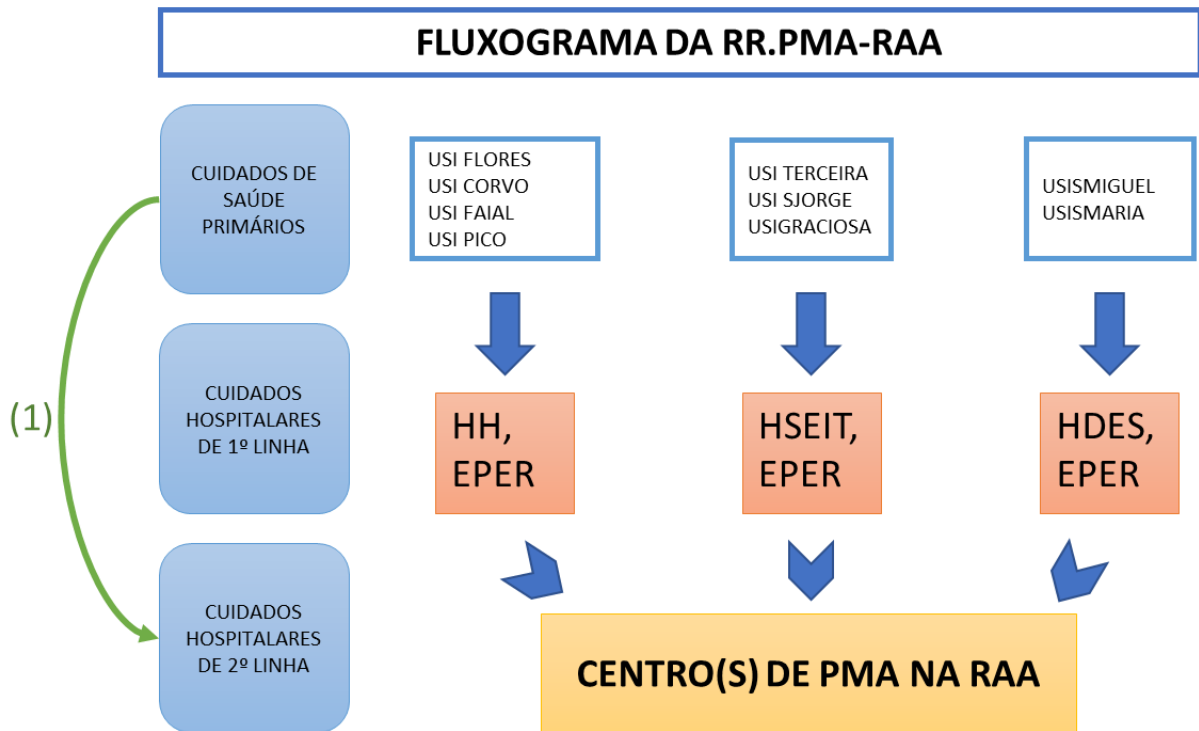 FLUXOGRAMA DA RR.PMA-RAA
CUIDADOS DE
SAÚDE
PRIMÁRIOS
USI FLORES
USI CORVO
USI FAIAL
USI PICO
USI TERCEIRA
USI SJORGE
USIGRACIOSA
USISMIGUEL
USISMARIA
(1)
CUIDADOS
HOSPITALARES
DE 1º LINHA
HH,
EPER
HSEIT,
EPER
HDES,
EPER
CUIDADOS
HOSPITALARES
DE 2º LINHA
CENTRO(S) DE PMA NA RAA